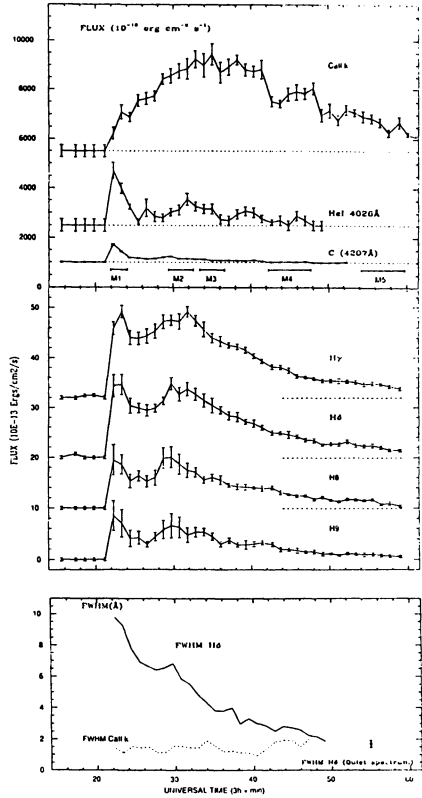 FLUX (10⁻¹⁶ erg cm⁻² s⁻¹)
10000
CaII k
8000
6000
HeI 4026Å
4000
2000
C (4207Å)
0
M1
M2
M3
M4
M5
50
40
Hγ
30
Hδ
20
H8
10
H9
0
FLUX (10E-13 Ergs/cm2/s)
FWHM(Å)
10
8
FWHM Hδ
6
4
2
FWHM CaII k
FWHM Hδ (Quiet spectrum)
0
20
30
40
50
60
UNIVERSAL TIME (3h + min)